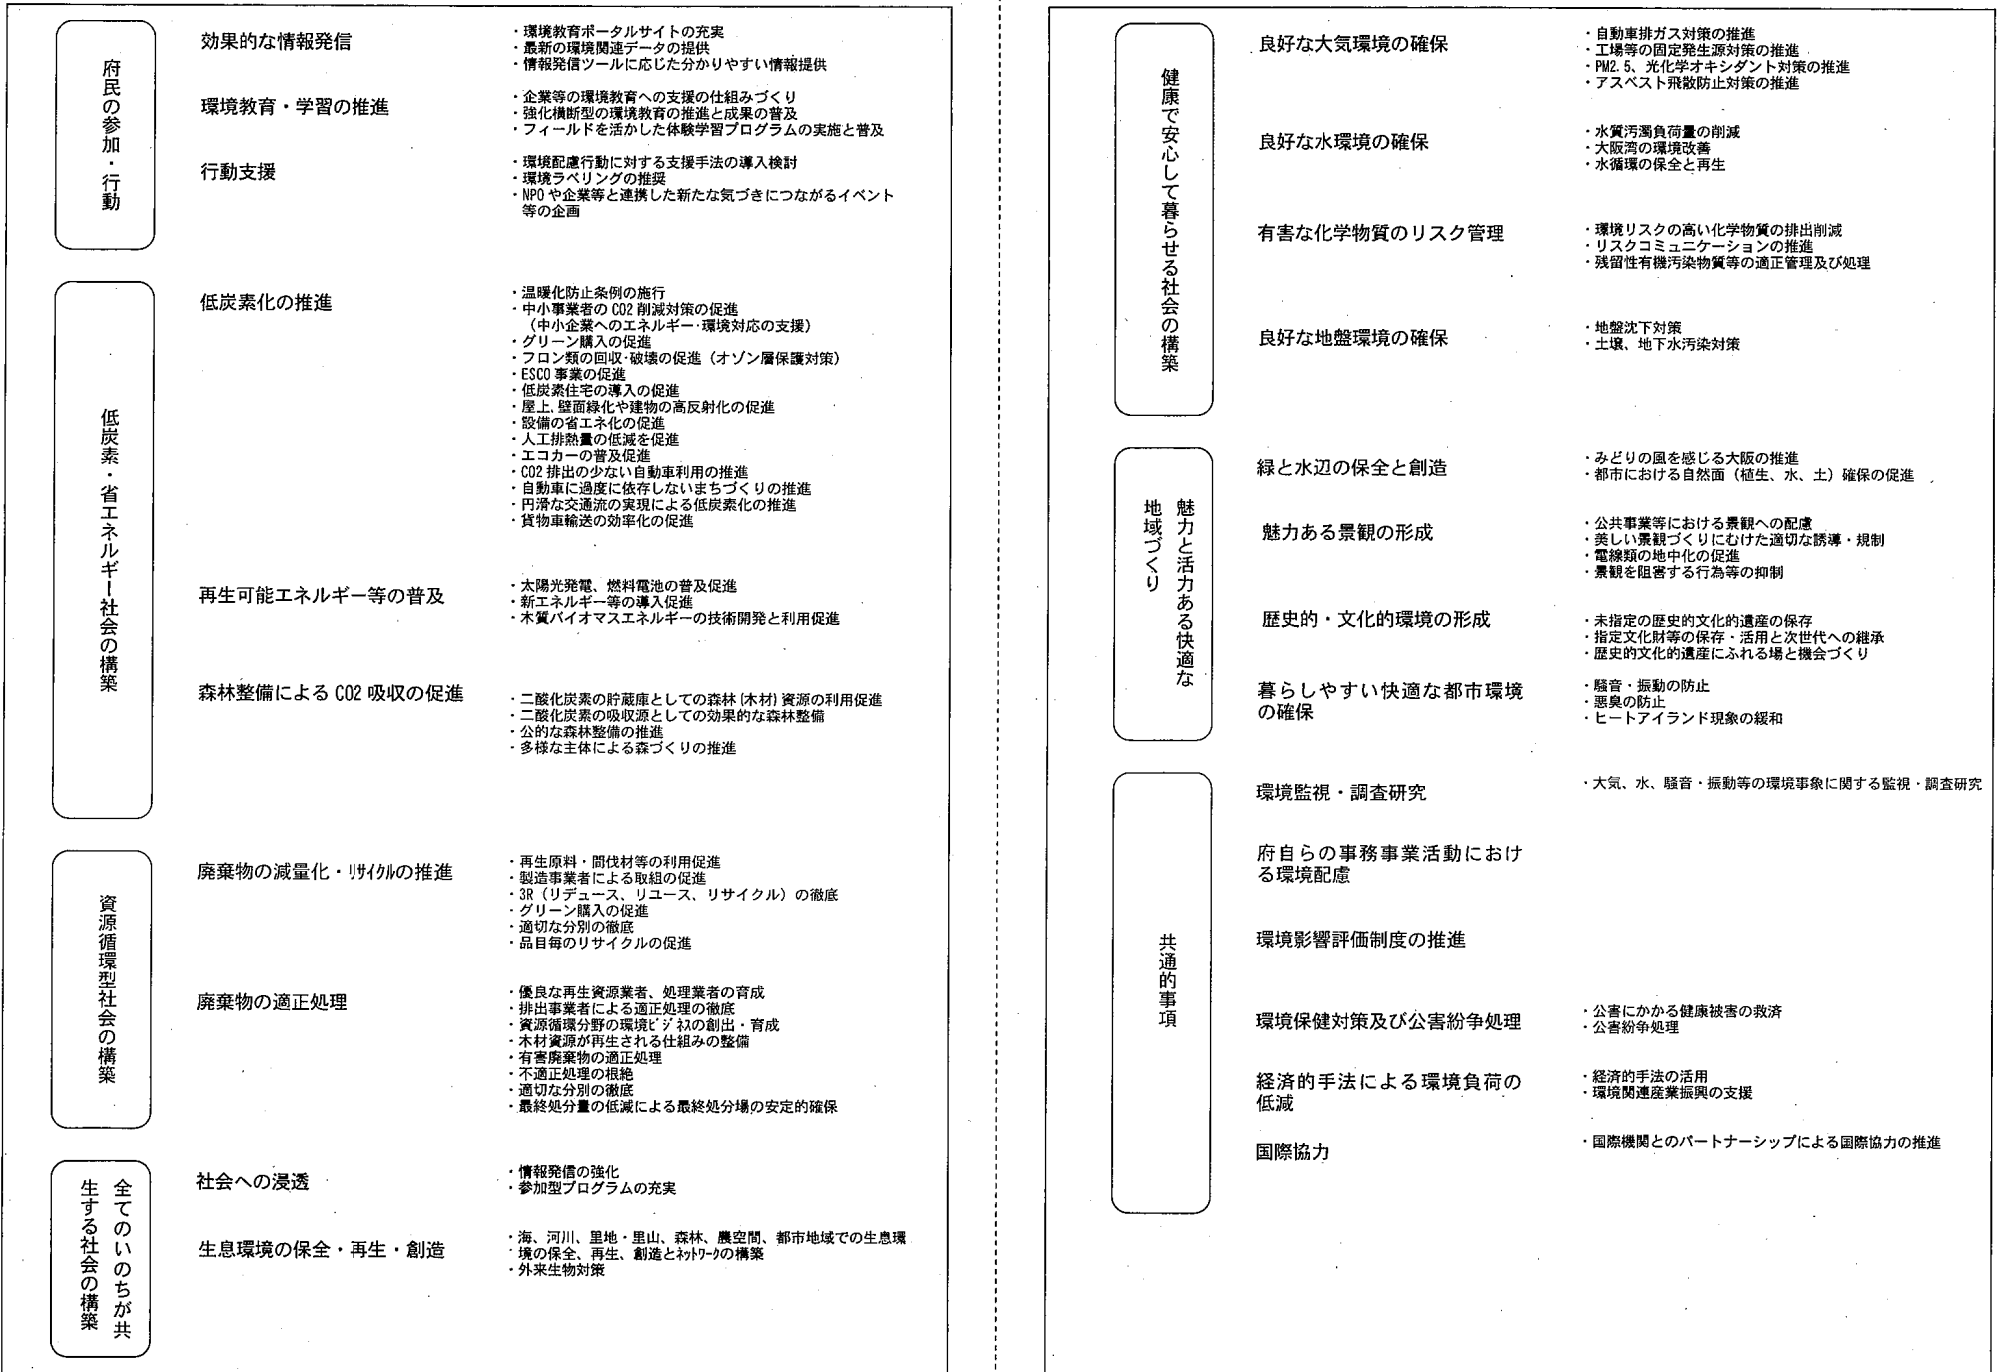 府民の参加・行動
効果的な情報発信
・環境教育ポータルサイトの充実
・最新の環境関連データの提供
・情報発信ツールに応じた分かりやすい情報提供
環境教育・学習の推進
・企業等の環境教育への支援の仕組みづくり
・強化横断型の環境教育の推進と成果の普及
・フィールドを活かした体験学習プログラムの実施と普及
行動支援
・環境配慮行動に対する支援手法の導入検討
・環境ラベリングの推奨
・NPOや企業等と連携した新たな気づきにつながるイベント
等の企画
低炭素・省エネルギー社会の構築
低炭素化の推進
・温暖化防止条例の施行
・中小事業者のCO2削減対策の促進
（中小企業へのエネルギー・環境対応の支援）
・グリーン購入の促進
・フロン類の回収・破壊の促進（オゾン層保護対策）
・ESCO事業の促進
・低炭素住宅の導入の促進
・屋上、壁面緑化や建物の高反射化の促進
・設備の省エネ化の促進
・人工排熱量の低減を促進
・エコカーの普及促進
・CO2排出の少ない自動車利用の推進
・自動車に過度に依存しないまちづくりの推進
・円滑な交通流の実現による低炭素化の推進
・貨物車輸送の効率化の促進
再生可能エネルギー等の普及
・太陽光発電、燃料電池の普及促進
・新エネルギー等の導入促進
・木質バイオマスエネルギーの技術開発と利用促進
森林整備によるCO2吸収の促進
・二酸化炭素の貯蔵庫としての森林(木材)資源の利用促進
・二酸化炭素の吸収源としての効果的な森林整備
・公的な森林整備の推進
・多様な主体による森づくりの推進
資源循環型社会の構築
廃棄物の減量化・リサイクルの推進
・再生原料・間伐材等の利用促進
・製造事業者による取組の促進
・3R（リデュース、リユース、リサイクル）の徹底
・グリーン購入の促進
・適切な分別の徹底
・品目毎のリサイクルの促進
廃棄物の適正処理
・優良な再生資源業者、処理業者の育成
・排出事業者による適正処理の徹底
・資源循環分野の環境ビジネスの創出・育成
・木材資源が再生される仕組みの整備
・有害廃棄物の適正処理
・不適正処理の根絶
・適切な分別の徹底
・最終処分量の低減による最終処分場の安定的確保
全てのいのちが共
生する社会の構築
社会への浸透
・情報発信の強化
・参加型プログラムの充実
生息環境の保全・再生・創造
・海、河川、里地・里山、森林、農空間、都市地域での生息環
境の保全、再生、創造とネットワークの構築
・外来生物対策
健康で安心して暮らせる社会の構築
良好な大気環境の確保
・自動車排ガス対策の推進
・工場等の固定発生源対策の推進
・PM2.5、光化学オキシダント対策の推進
・アスベスト飛散防止対策の推進
良好な水環境の確保
・水質汚濁負荷量の削減
・大阪湾の環境改善
・水循環の保全と再生
有害な化学物質のリスク管理
・環境リスクの高い化学物質の排出削減
・リスクコミュニケーションの推進
・残留性有機汚染物質等の適正管理及び処理
良好な地盤環境の確保
・地盤沈下対策
・土壌、地下水汚染対策
魅力と活力ある快適な
地域づくり
緑と水辺の保全と創造
・みどりの風を感じる大阪の推進
・都市における自然面（植生、水、土）確保の促進
魅力ある景観の形成
・公共事業等における景観への配慮
・美しい景観づくりにむけた適切な誘導・規制
・電線類の地中化の促進
・景観を阻害する行為等の抑制
歴史的・文化的環境の形成
・未指定の歴史的文化的遺産の保存
・指定文化財等の保存・活用と次世代への継承
・歴史的文化的遺産にふれる場と機会づくり
暮らしやすい快適な都市環境
の確保
・騒音・振動の防止
・悪臭の防止
・ヒートアイランド現象の緩和
共通的事項
環境監視・調査研究
・大気、水、騒音・振動等の環境事象に関する監視・調査研究
府自らの事務事業活動におけ
る環境配慮
環境影響評価制度の推進
環境保健対策及び公害紛争処理
・公害にかかる健康被害の救済
・公害紛争処理
経済的手法による環境負荷の
低減
・経済的手法の活用
・環境関連産業振興の支援
国際協力
・国際機関とのパートナーシップによる国際協力の推進